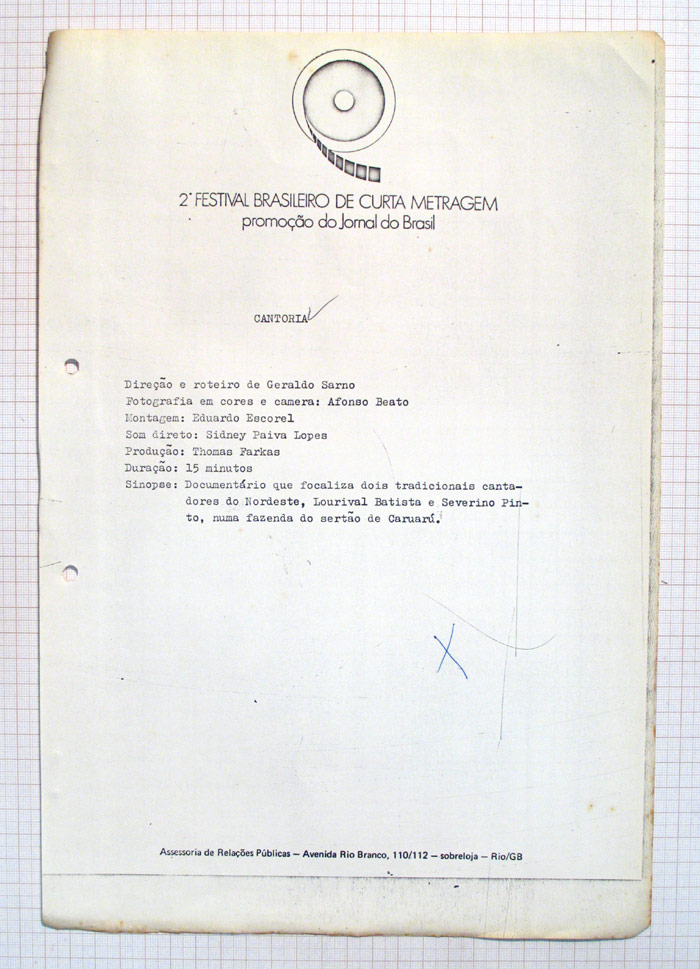 2º FESTIVAL BRASILEIRO DE CURTA METRAGEM
promoção do Jornal do Brasil
CANTORIA
Direção e roteiro de Geraldo Sarno
Fotografia em cores e camera: Afonso Beato
Montagem: Eduardo Escorel
Som direto: Sidney Paiva Lopes
Produção: Thomas Farkas
Duração: 15 minutos
Sinopse: Documentário que focaliza dois tradicionais canta-
dores do Nordeste, Lourival Batista e Severino Pin-
to, numa fazenda do sertão de Caruarú.
Assessoria de Relações Públicas — Avenida Rio Branco, 110/112 — sobreloja — Rio/GB